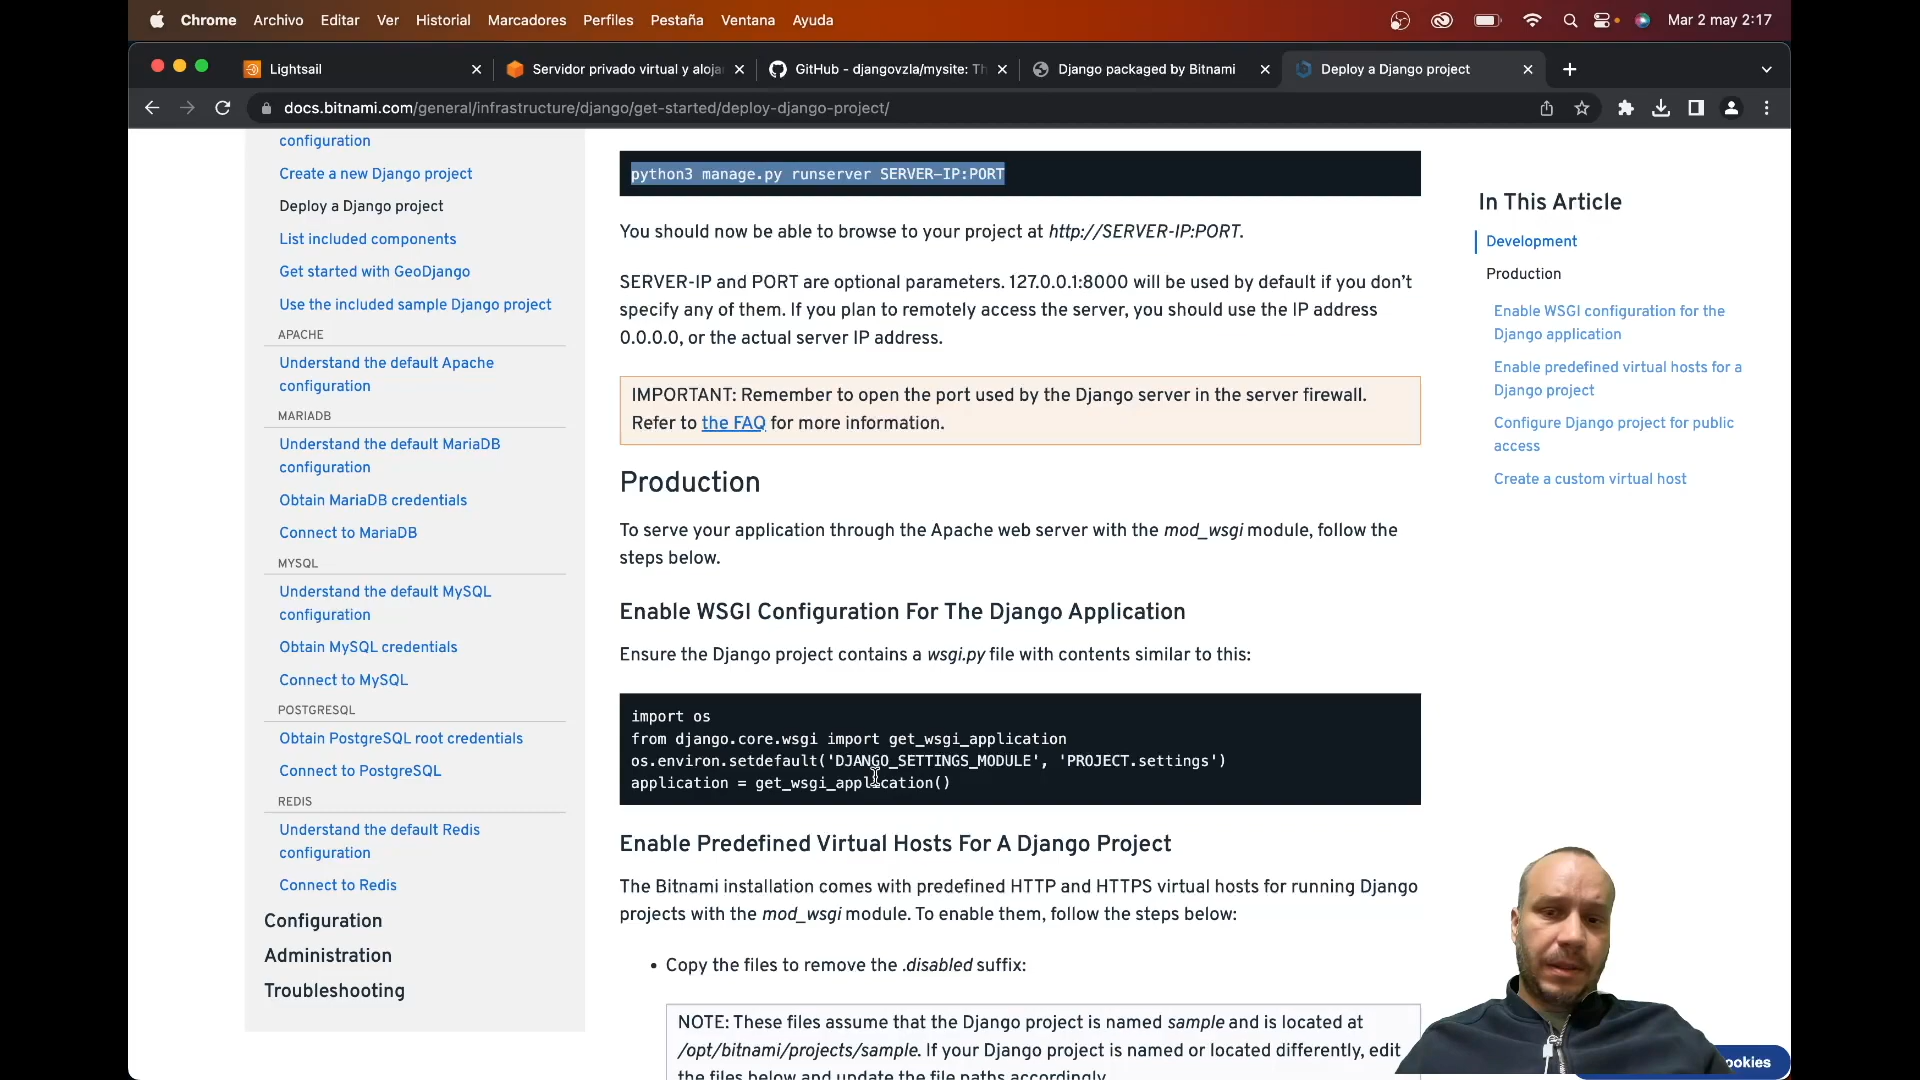 Chrome Archivo Editar Ver Historial Marcadores Perfiles Pestaña Ventana Ayuda Mar 2 may 2:17
Lightsail Servidor privado virtual y aloja GitHub - djangovzla/mysite: Th Django packaged by Bitnami Deploy a Django project
docs.bitnami.com/general/infrastructure/django/get-started/deploy-django-project/
configuration
Create a new Django project
Deploy a Django project
List included components
Get started with GeoDjango
Use the included sample Django project
APACHE
Understand the default Apache
configuration
MARIADB
Understand the default MariaDB
configuration
Obtain MariaDB credentials
Connect to MariaDB
MYSQL
Understand the default MySQL
configuration
Obtain MySQL credentials
Connect to MySQL
POSTGRESQL
Obtain PostgreSQL root credentials
Connect to PostgreSQL
REDIS
Understand the default Redis
configuration
Connect to Redis
Configuration
Administration
Troubleshooting
python3 manage.py runserver SERVER-IP:PORT
You should now be able to browse to your project at http://SERVER-IP:PORT.
SERVER-IP and PORT are optional parameters. 127.0.0.1:8000 will be used by default if you don’t
specify any of them. If you plan to remotely access the server, you should use the IP address
0.0.0.0, or the actual server IP address.
IMPORTANT: Remember to open the port used by the Django server in the server firewall.
Refer to the FAQ for more information.
Production
To serve your application through the Apache web server with the mod_wsgi module, follow the
steps below.
Enable WSGI Configuration For The Django Application
Ensure the Django project contains a wsgi.py file with contents similar to this:
import os
from django.core.wsgi import get_wsgi_application
os.environ.setdefault('DJANGO_SETTINGS_MODULE', 'PROJECT.settings')
application = get_wsgi_application()
Enable Predefined Virtual Hosts For A Django Project
The Bitnami installation comes with predefined HTTP and HTTPS virtual hosts for running Django
projects with the mod_wsgi module. To enable them, follow the steps below:
• Copy the files to remove the .disabled suffix:
NOTE: These files assume that the Django project is named sample and is located at
/opt/bitnami/projects/sample. If your Django project is named or located differently, edit
the files below and update the file paths accordingly
In This Article
Development
Production
Enable WSGI configuration for the
Django application
Enable predefined virtual hosts for a
Django project
Configure Django project for public
access
Create a custom virtual host
ookies